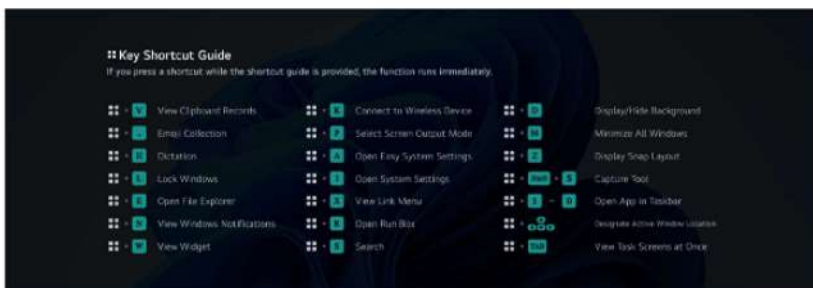 Key Shortcut Guide
If you press a shortcut while the shortcut guide is provided, the function runs immediately.
+ V View Clipboard Records
+ . Emoji Collection
+ H Dictation
+ L Lock Windows
+ E Open File Explorer
+ N View Windows Notifications
+ W View Widget
+ K Connect to Wireless Device
+ P Select Screen Output Mode
+ A Open Easy System Settings
+ I Open System Settings
+ X View Link Menu
+ R Open Run Box
+ S Search
+ D Display/Hide Background
+ M Minimize All Windows
+ Z Display Snap Layout
+ Shift + S Capture Tool
+ 1 ~ 0 Open App in Taskbar
+ Designate Active Window Location
+ TAB View Task Screens at Once